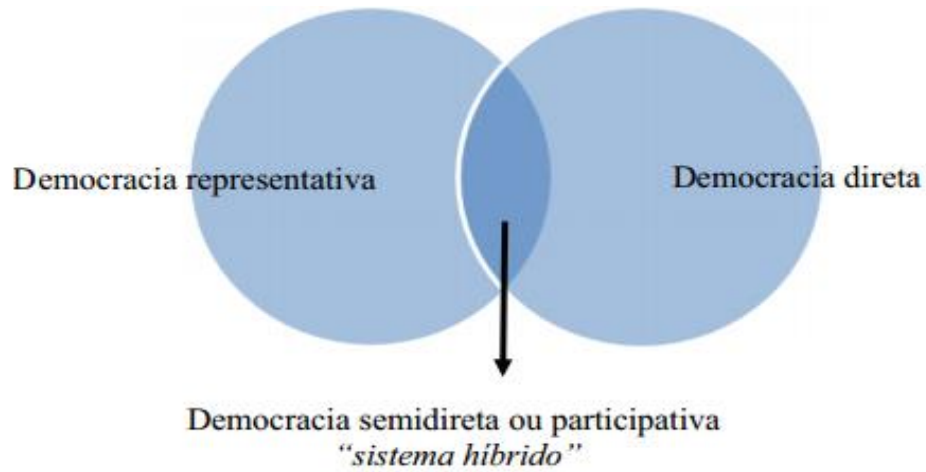 Democracia representativa
Democracia direta
Democracia semidireta ou participativa
“sistema híbrido”